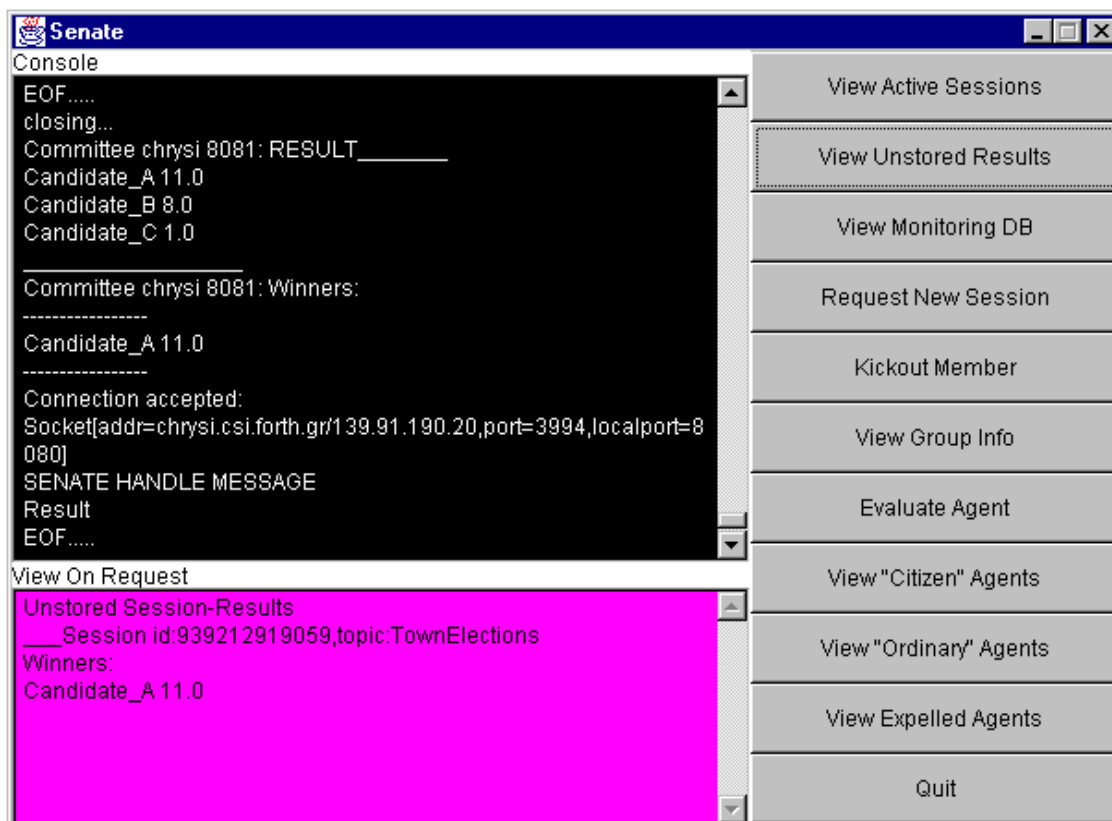 Senate
Console
EOF.....
closing...
Committee chrysi 8081: RESULT_______
Candidate_A 11.0
Candidate_B 8.0
Candidate_C 1.0
__________________
Committee chrysi 8081: Winners:
-----------------
Candidate_A 11.0
-----------------
Connection accepted:
Socket[addr=chrysi.csi.forth.gr/139.91.190.20,port=3994,localport=8
080]
SENATE HANDLE MESSAGE
Result
EOF.....
View On Request
Unstored Session-Results
___Session id:939212919059,topic:TownElections
Winners:
Candidate_A 11.0
View Active Sessions
View Unstored Results
View Monitoring DB
Request New Session
Kickout Member
View Group Info
Evaluate Agent
View "Citizen" Agents
View "Ordinary" Agents
View Expelled Agents
Quit